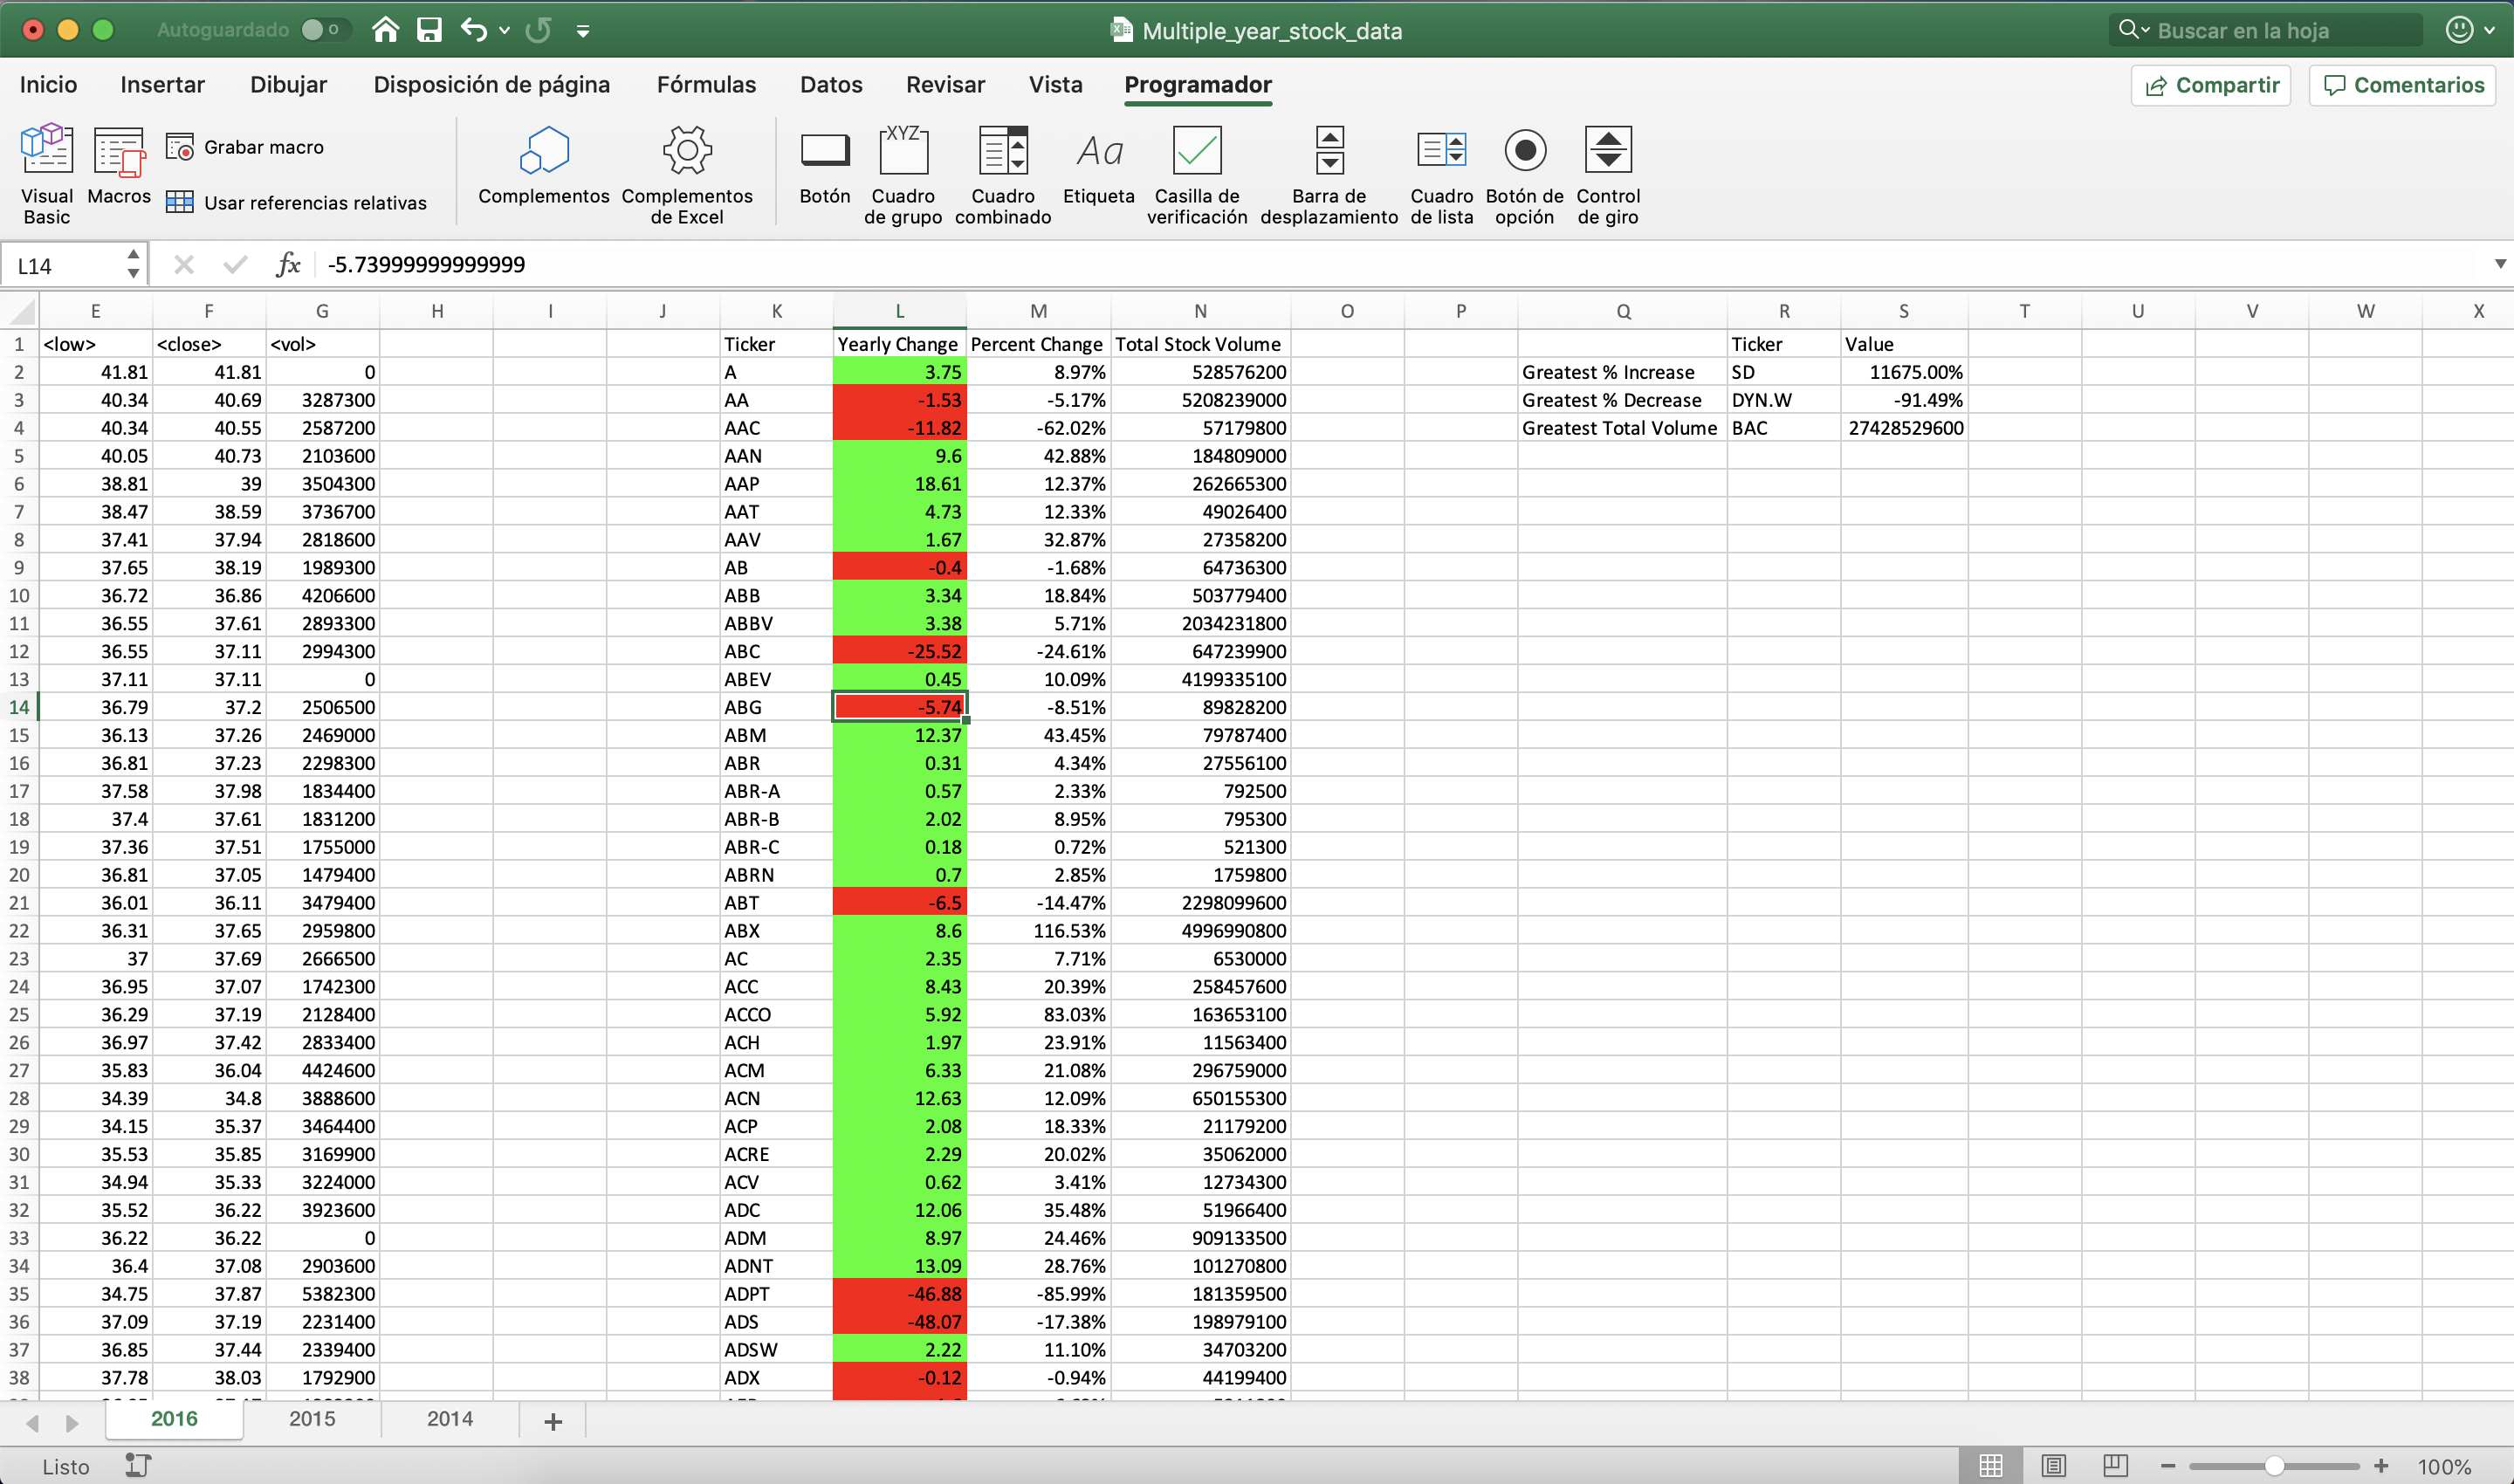 Autoguardado
Multiple_year_stock_data
Buscar en la hoja
Inicio Insertar Dibujar Disposición de página Fórmulas Datos Revisar Vista Programador Compartir Comentarios
Visual Basic
Macros
Grabar macro
Usar referencias relativas
Complementos
Complementos de Excel
Botón
XYZ
Cuadro de grupo
Cuadro combinado
Aa
Etiqueta
Casilla de verificación
Barra de desplazamiento
Cuadro de lista
Botón de opción
Control de giro
L14 fx -5.73999999999999
E F G H I J K L M N O P Q R S T U V W X
1 <low> <close> <vol> Ticker Yearly Change Percent Change Total Stock Volume Ticker Value
2 41.81 41.81 0 A 3.75 8.97% 528576200 Greatest % Increase SD 11675.00%
3 40.34 40.69 3287300 AA -1.53 -5.17% 5208239000 Greatest % Decrease DYN.W -91.49%
4 40.34 40.55 2587200 AAC -11.82 -62.02% 57179800 Greatest Total Volume BAC 27428529600
5 40.05 40.73 2103600 AAN 9.6 42.88% 184809000
6 38.81 39 3504300 AAP 18.61 12.37% 262665300
7 38.47 38.59 3736700 AAT 4.73 12.33% 49026400
8 37.41 37.94 2818600 AAV 1.67 32.87% 27358200
9 37.65 38.19 1989300 AB -0.4 -1.68% 64736300
10 36.72 36.86 4206600 ABB 3.34 18.84% 503779400
11 36.55 37.61 2893300 ABBV 3.38 5.71% 2034231800
12 36.55 37.11 2994300 ABC -25.52 -24.61% 647239900
13 37.11 37.11 0 ABEV 0.45 10.09% 4199335100
14 36.79 37.2 2506500 ABG -5.74 -8.51% 89828200
15 36.13 37.26 2469000 ABM 12.37 43.45% 79787400
16 36.81 37.23 2298300 ABR 0.31 4.34% 27556100
17 37.58 37.98 1834400 ABR-A 0.57 2.33% 792500
18 37.4 37.61 1831200 ABR-B 2.02 8.95% 795300
19 37.36 37.51 1755000 ABR-C 0.18 0.72% 521300
20 36.81 37.05 1479400 ABRN 0.7 2.85% 1759800
21 36.01 36.11 3479400 ABT -6.5 -14.47% 2298099600
22 36.31 37.65 2959800 ABX 8.6 116.53% 4996990800
23 37 37.69 2666500 AC 2.35 7.71% 6530000
24 36.95 37.07 1742300 ACC 8.43 20.39% 258457600
25 36.29 37.19 2128400 ACCO 5.92 83.03% 163653100
26 36.97 37.42 2833400 ACH 1.97 23.91% 11563400
27 35.83 36.04 4424600 ACM 6.33 21.08% 296759000
28 34.39 34.8 3888600 ACN 12.63 12.09% 650155300
29 34.15 35.37 3464400 ACP 2.08 18.33% 21179200
30 35.53 35.85 3169900 ACRE 2.29 20.02% 35062000
31 34.94 35.33 3224000 ACV 0.62 3.41% 12734300
32 35.52 36.22 3923600 ADC 12.06 35.48% 51966400
33 36.22 36.22 0 ADM 8.97 24.46% 909133500
34 36.4 37.08 2903600 ADNT 13.09 28.76% 101270800
35 34.75 37.87 5382300 ADPT -46.88 -85.99% 181359500
36 37.09 37.19 2231400 ADS -48.07 -17.38% 198979100
37 36.85 37.44 2339400 ADSW 2.22 11.10% 34703200
38 37.78 38.03 1792900 ADX -0.12 -0.94% 44199400
2016 2015 2014
Listo 100%